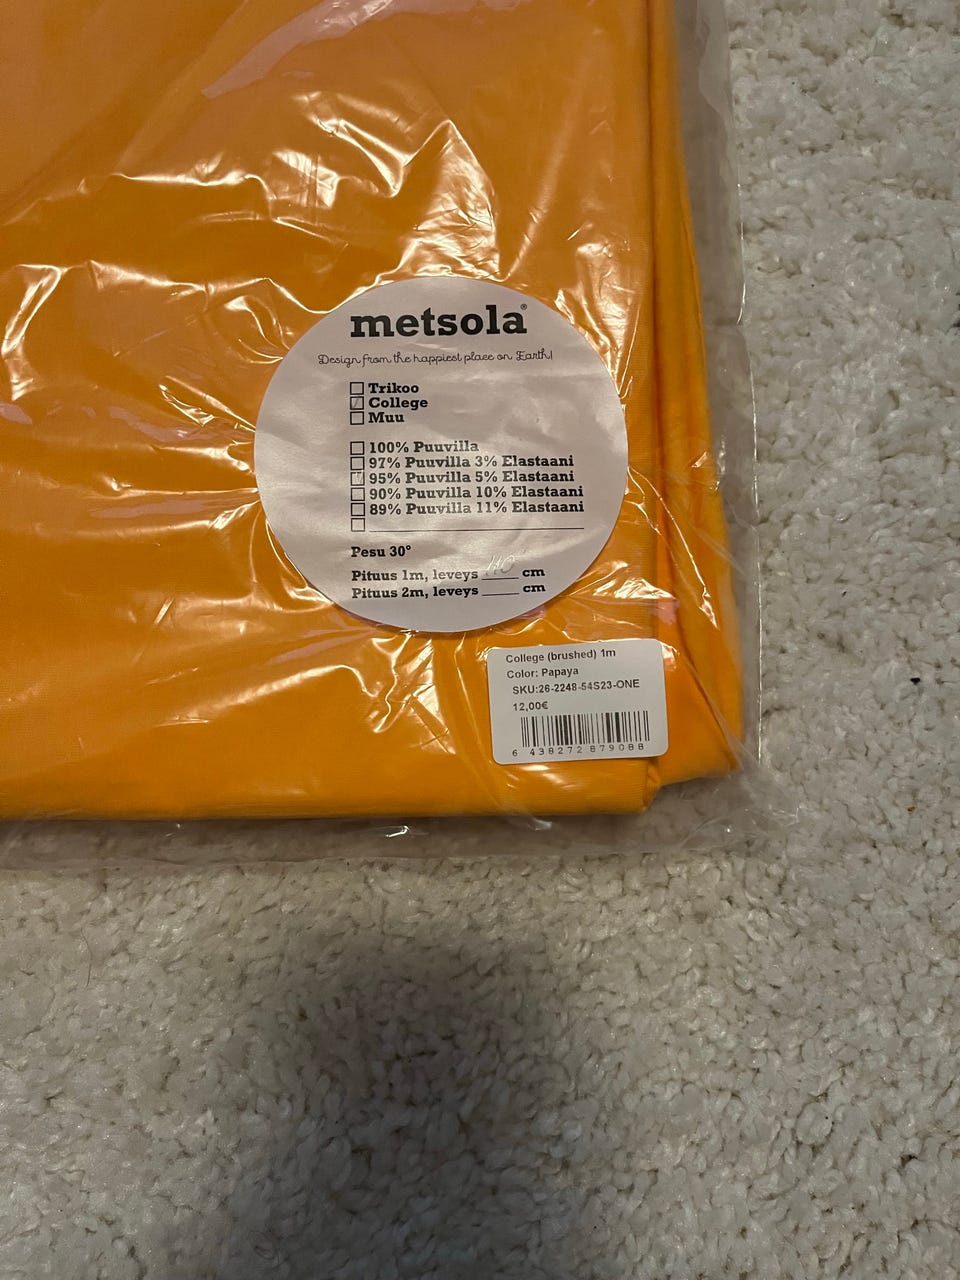 metsola®
Design from the happiest place on Earth!
Trikoo
College
Muu
100% Puuvilla
97% Puuvilla 3% Elastaani
95% Puuvilla 5% Elastaani
90% Puuvilla 10% Elastaani
89% Puuvilla 11% Elastaani
Pesu 30°
Pituus 1m, leveys ____ cm
Pituus 2m, leveys ____ cm
College (brushed) 1m
Color: Papaya
SKU:26-2248-54S23-ONE
12,00€
6 438272 879088